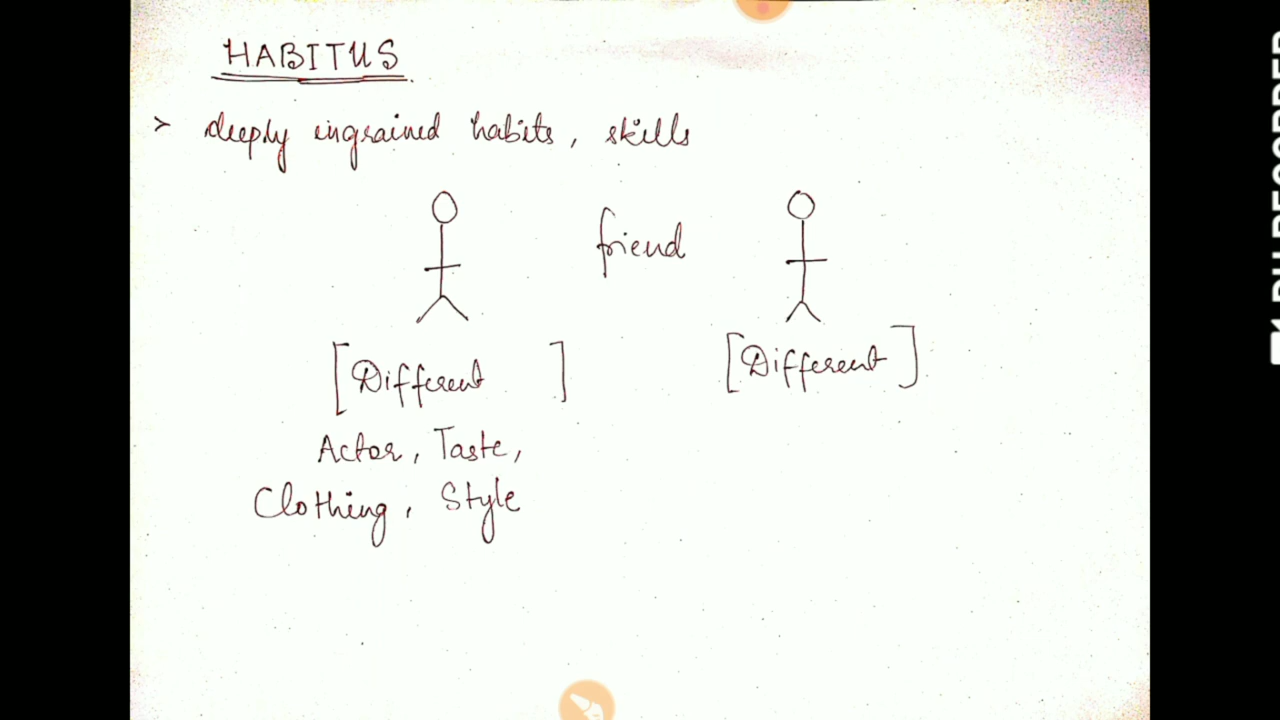 HABITUS
> deeply ingrained habits, skills
friend
[Different ] [Different]
Actor, Taste,
Clothing, Style